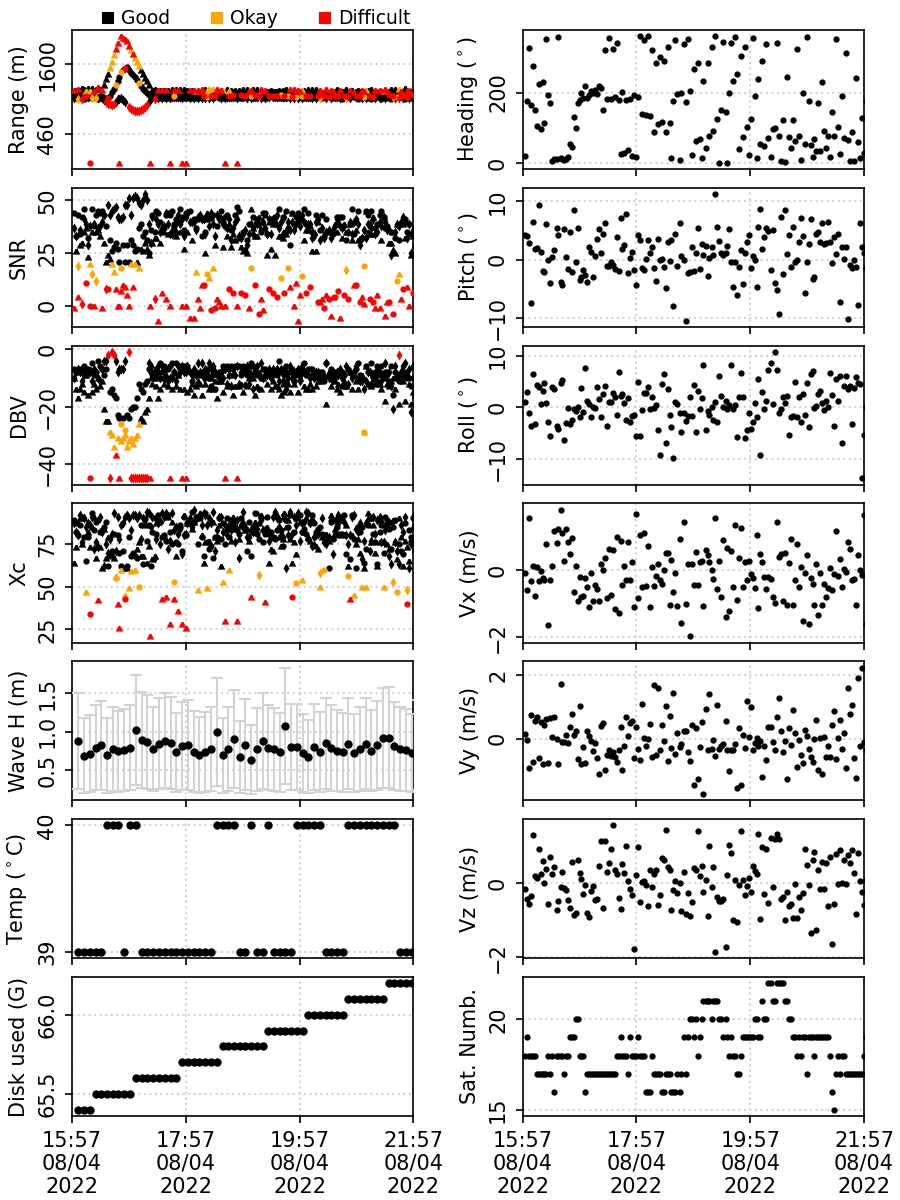 Good Okay Difficult
Range (m)
1600
460
Heading (°)
200
0
SNR
50
25
0
Pitch (°)
10
0
−10
DBV
0
−20
−40
Roll (°)
10
0
−10
Xc
75
50
25
Vx (m/s)
0
−2
Wave H (m)
1.5
1.0
0.5
Vy (m/s)
2
0
Temp (°C)
40
39
Vz (m/s)
0
−2
Disk used (G)
66.0
65.5
Sat. Numb.
20
15
15:57 17:57 19:57 21:57 15:57 17:57 19:57 21:57
08/04 08/04 08/04 08/04 08/04 08/04 08/04 08/04
2022 2022 2022 2022 2022 2022 2022 2022